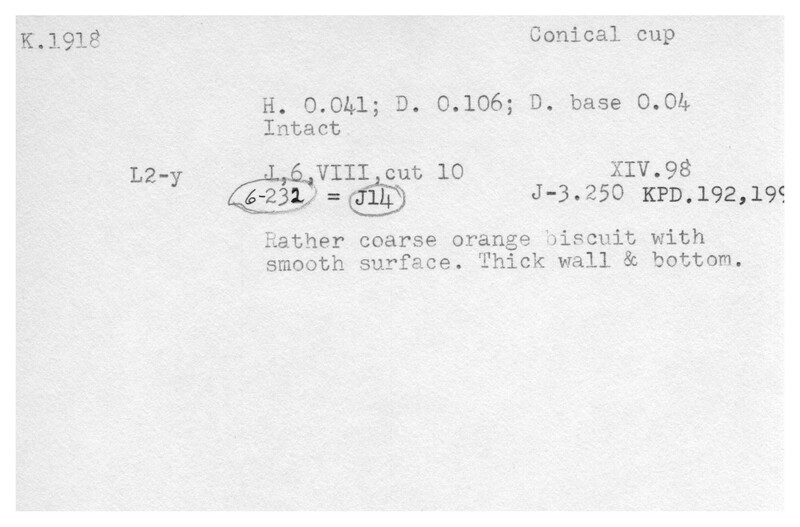 K.1918 Conical cup
H. 0.041; D. 0.106; D. base 0.04
Intact
L2-y J,6,VIII,cut 10 XIV.98
6-232 = J14 J-3.250 KPD.192,199
Rather coarse orange biscuit with
smooth surface. Thick wall & bottom.